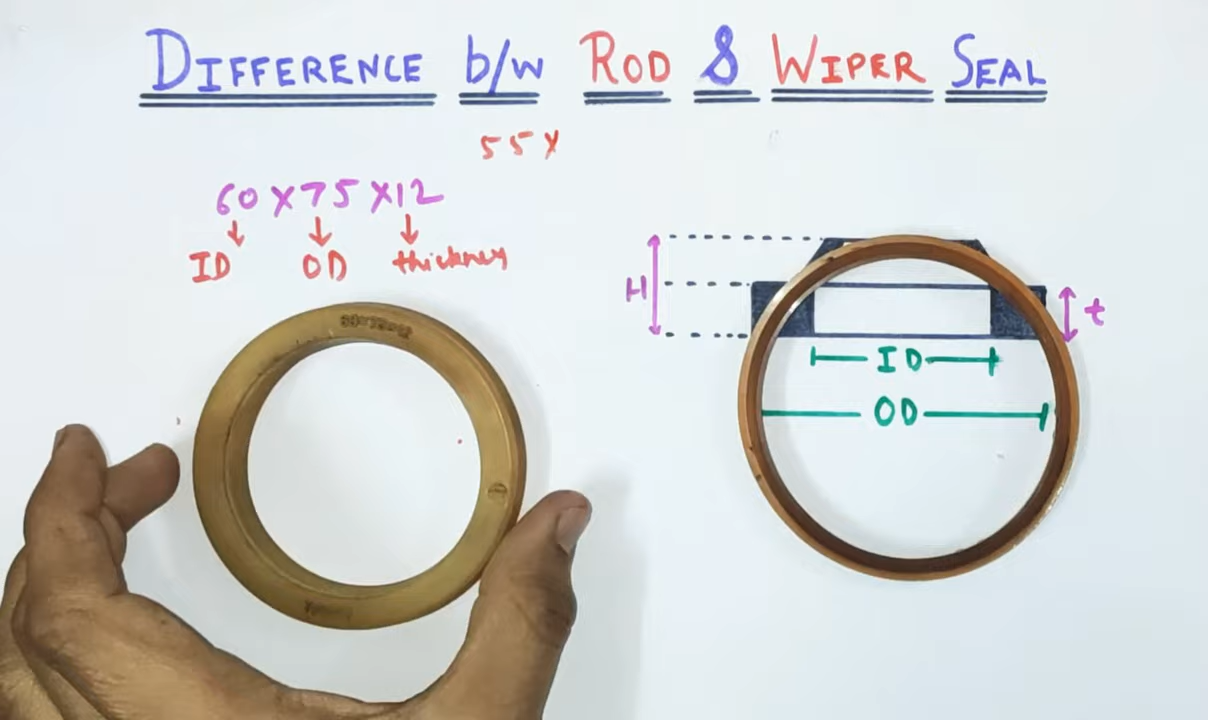 DIFFERENCE b/w ROD & WIPER SEAL
55X
60 X 75 X 12
ID OD thickness
H
t
ID
OD